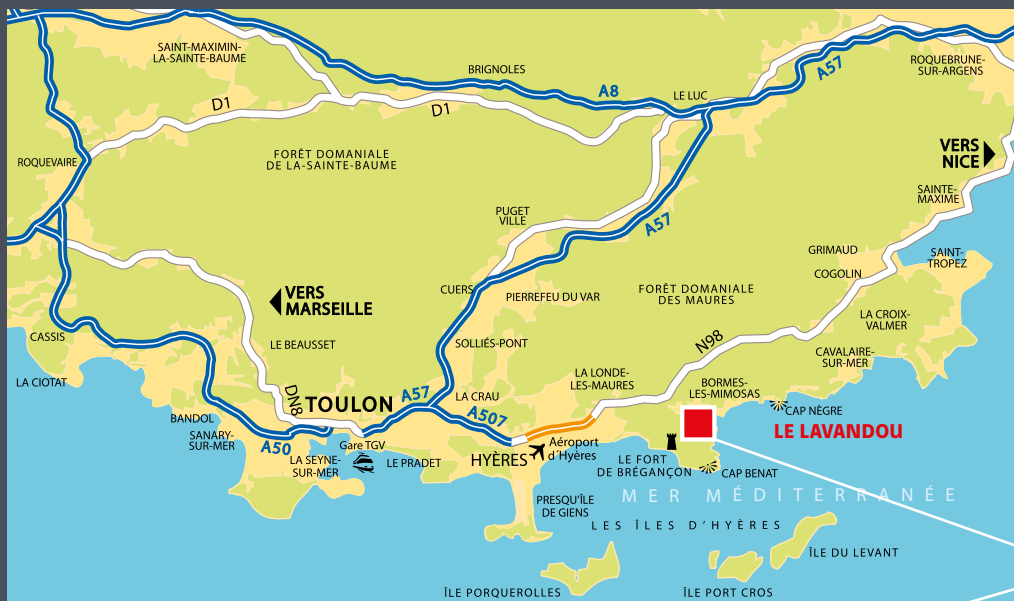 SAINT-MAXIMIN-
LA-SAINTE-BAUME
BRIGNOLES
A8
LE LUC
A57
ROQUEBRUNE-
SUR-ARGENS
D1
D1
ROQUEVAIRE
FORÊT DOMANIALE
DE LA-SAINTE-BAUME
VERS
NICE
SAINTE-
MAXIME
PUGET
VILLE
A57
GRIMAUD
SAINT-
TROPEZ
COGOLIN
CUERS
PIERREFEU DU VAR
FORÊT DOMANIALE
DES MAURES
VERS
MARSEILLE
LA CROIX-
VALMER
CASSIS
LE BEAUSSET
SOLLIÉS-PONT
N98
CAVALAIRE-
SUR-MER
LA CIOTAT
LA LONDE-
LES-MAURES
BORMES-
LES-MIMOSAS
DN8
TOULON
A57
LA CRAU
A507
CAP NÈGRE
LE LAVANDOU
BANDOL
SANARY-
SUR-MER
A50
Gare TGV
LA SEYNE-
SUR-MER
LE PRADET
HYÈRES
Aéroport
d'Hyères
LE FORT
DE BRÉGANÇON
CAP BENAT
MER MÉDITERRANÉE
PRESQU'ÎLE
DE GIENS
LES ÎLES D'HYÈRES
ÎLE DU LEVANT
ÎLE PORQUEROLLES
ÎLE PORT CROS